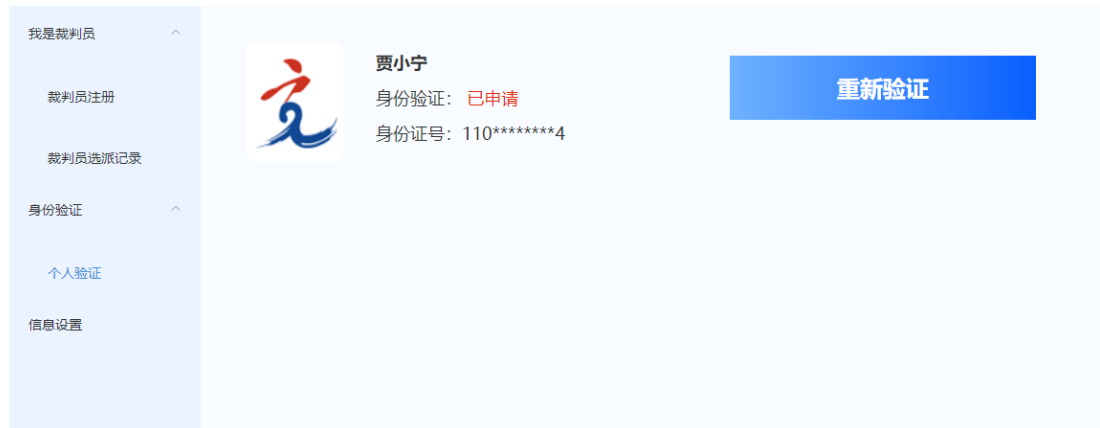 我是裁判员
裁判员注册
裁判员选派记录
身份验证
个人验证
信息设置
贾小宁
身份验证： 已申请
身份证号：110********4
重新验证